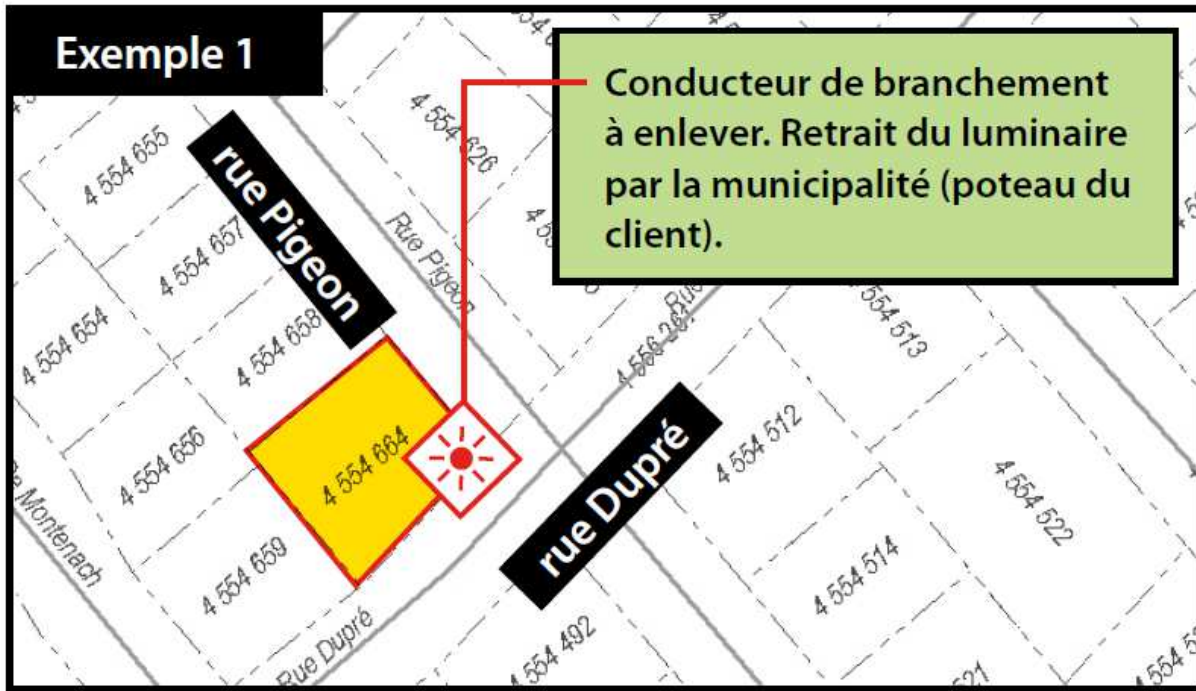 Exemple 1
Conducteur de branchement
à enlever. Retrait du luminaire
par la municipalité (poteau du
client).
rue Pigeon
Rue Pigeon
rue Dupré
Rue Dupré
Montenach
4 554 655
4 554 657
4 554 658
4 554 654
4 554 656
4 554 664
4 554 659
4 554 626
4 556 261
4 554 513
4 554 512
4 554 522
4 554 514
4 554 492